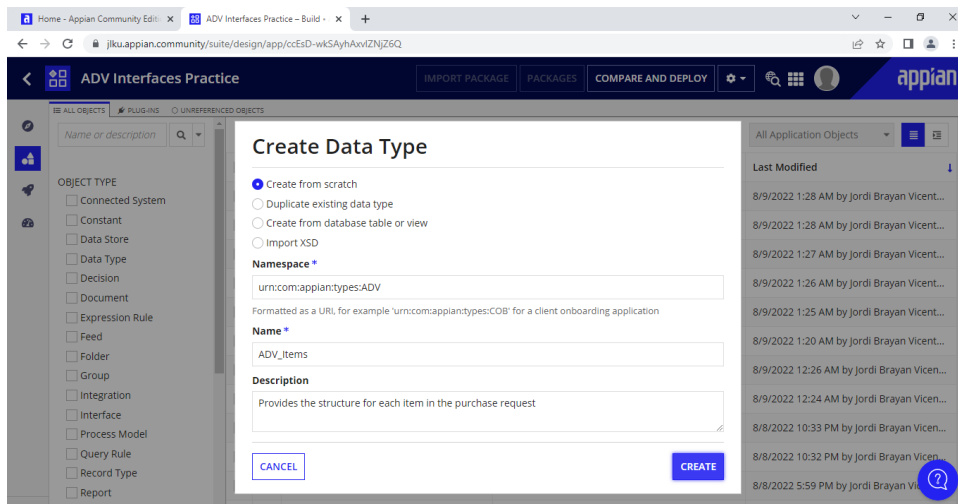 Home - Appian Community Editi
ADV Interfaces Practice – Build -
jlku.appian.community/suite/design/app/ccEsD-wkSAyhAxvIZNjZ6Q
ADV Interfaces Practice
IMPORT PACKAGE
PACKAGES
COMPARE AND DEPLOY
appian
ALL OBJECTS
PLUG-INS
UNREFERENCED OBJECTS
Name or description
All Application Objects
OBJECT TYPE
Connected System
Constant
Data Store
Data Type
Decision
Document
Expression Rule
Feed
Folder
Group
Integration
Interface
Process Model
Query Rule
Record Type
Report
Create Data Type
Create from scratch
Duplicate existing data type
Create from database table or view
Import XSD
Namespace *
urn:com:appian:types:ADV
Formatted as a URI, for example 'urn:com:appian:types:COB' for a client onboarding application
Name *
ADV_Items
Description
Provides the structure for each item in the purchase request
CANCEL
CREATE
Last Modified
8/9/2022 1:28 AM by Jordi Brayan Vicent...
8/9/2022 1:28 AM by Jordi Brayan Vicent...
8/9/2022 1:27 AM by Jordi Brayan Vicent...
8/9/2022 1:26 AM by Jordi Brayan Vicent...
8/9/2022 1:25 AM by Jordi Brayan Vicent...
8/9/2022 1:20 AM by Jordi Brayan Vicent...
8/9/2022 12:26 AM by Jordi Brayan Vicen...
8/9/2022 12:24 AM by Jordi Brayan Vicen...
8/8/2022 10:33 PM by Jordi Brayan Vicen...
8/8/2022 10:32 PM by Jordi Brayan Vicen...
8/8/2022 5:59 PM by Jordi Brayan Vi